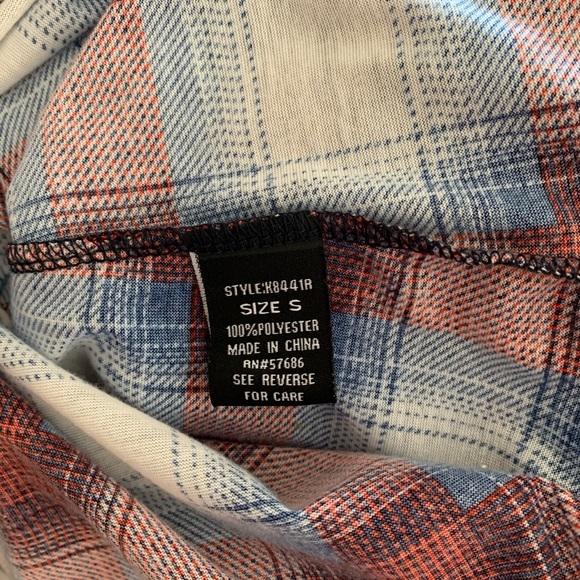 STYLE:K8441R
SIZE S
100%POLYESTER
MADE IN CHINA
RN#57686
SEE REVERSE
FOR CARE